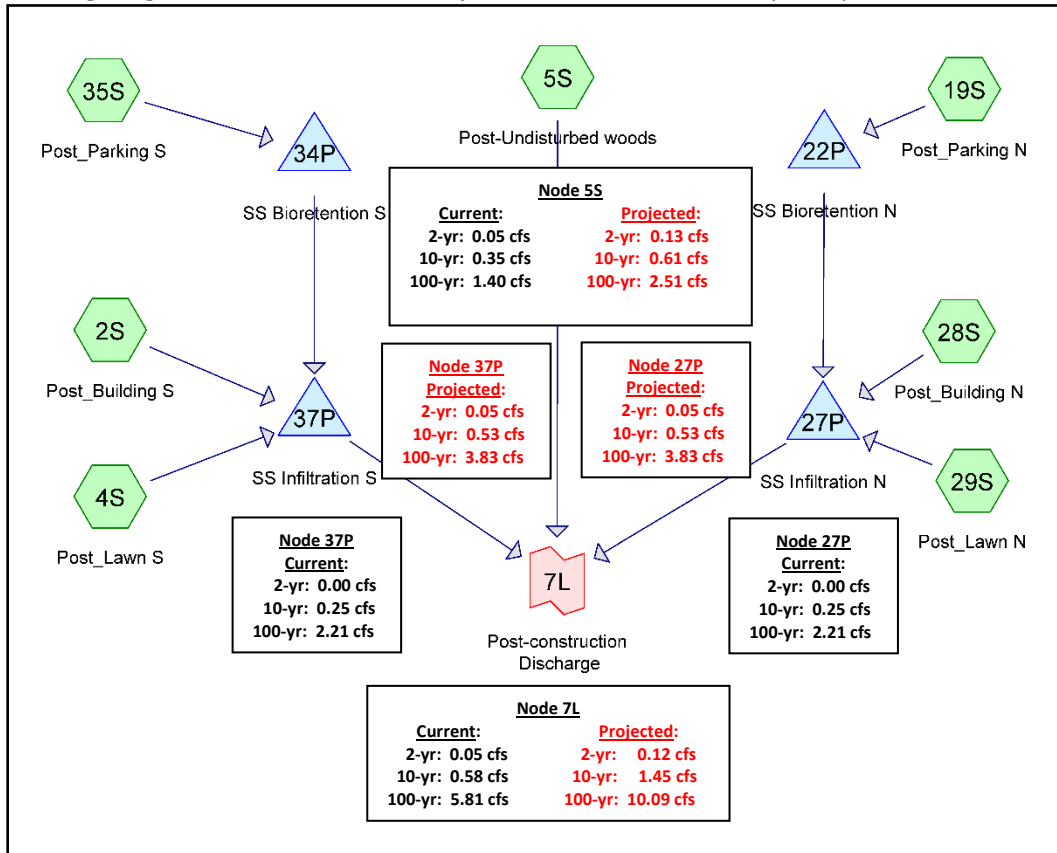 35S
Post_Parking S
34P
SS Bioretention S
5S
Post-Undisturbed woods
19S
Post_Parking N
22P
SS Bioretention N
Node 5S
Current: Projected:
2-yr: 0.05 cfs 2-yr: 0.13 cfs
10-yr: 0.35 cfs 10-yr: 0.61 cfs
100-yr: 1.40 cfs 100-yr: 2.51 cfs
2S
Post_Building S
28S
Post_Building N
Node 37P
Projected:
2-yr: 0.05 cfs
10-yr: 0.53 cfs
100-yr: 3.83 cfs
Node 27P
Projected:
2-yr: 0.05 cfs
10-yr: 0.53 cfs
100-yr: 3.83 cfs
37P
SS Infiltration S
27P
SS Infiltration N
4S
Post_Lawn S
29S
Post_Lawn N
Node 37P
Current:
2-yr: 0.00 cfs
10-yr: 0.25 cfs
100-yr: 2.21 cfs
7L
Post-construction
Discharge
Node 27P
Current:
2-yr: 0.00 cfs
10-yr: 0.25 cfs
100-yr: 2.21 cfs
Node 7L
Current: Projected:
2-yr: 0.05 cfs 2-yr: 0.12 cfs
10-yr: 0.58 cfs 10-yr: 1.45 cfs
100-yr: 5.81 cfs 100-yr: 10.09 cfs